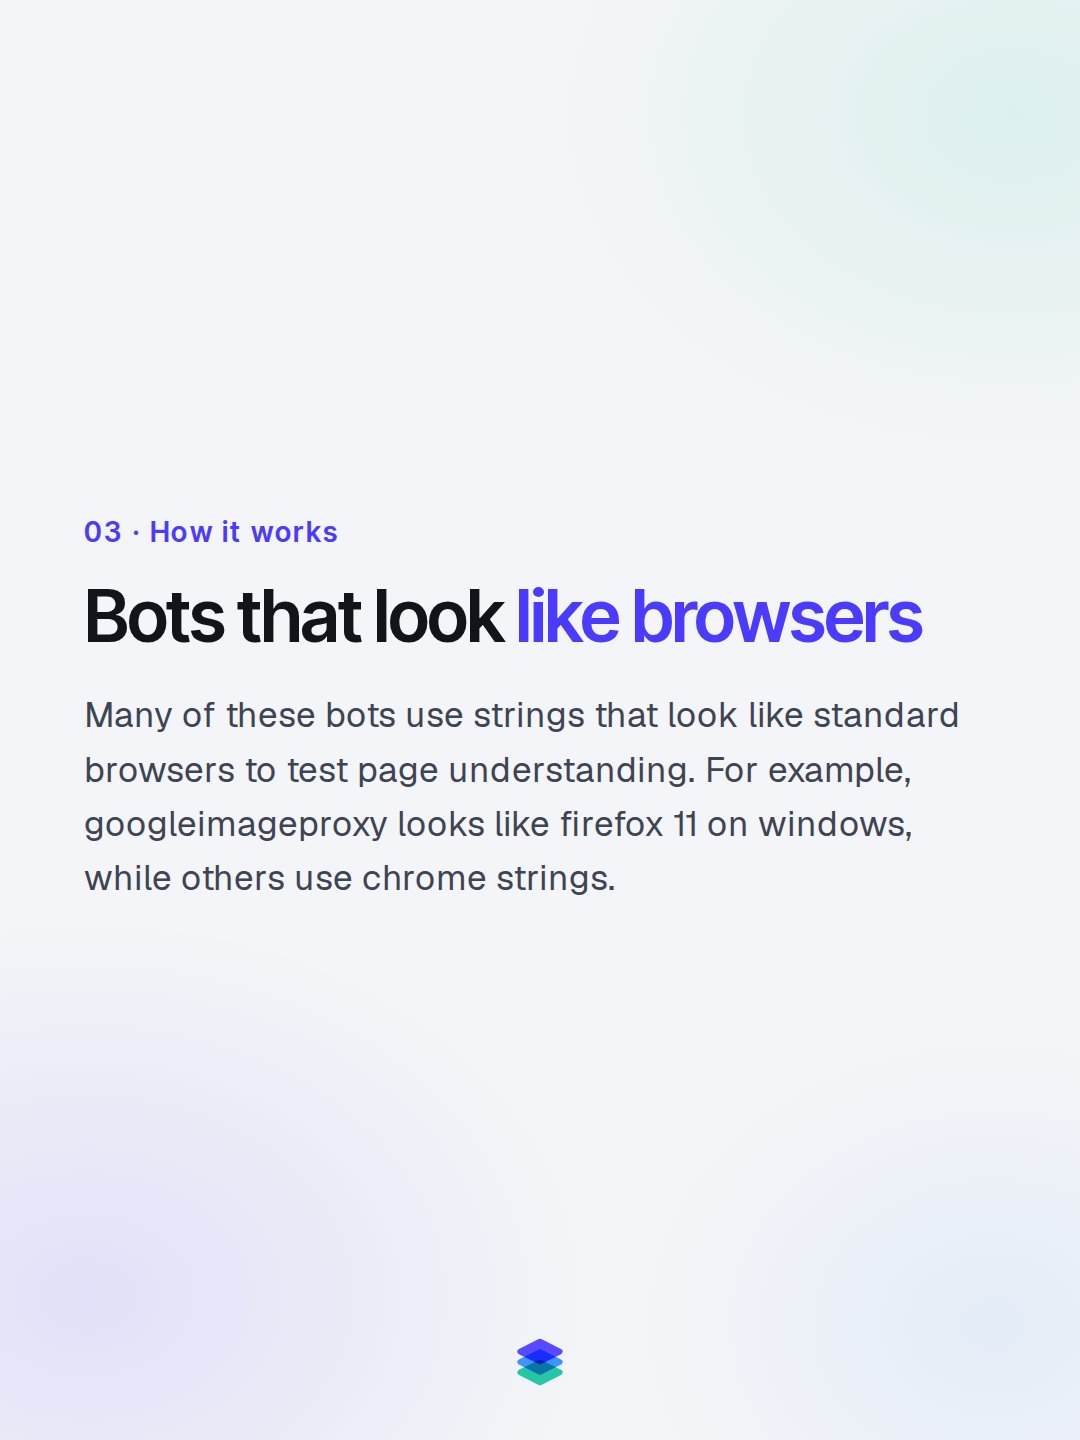 03 · How it works
Bots that look like browsers
Many of these bots use strings that look like standard
browsers to test page understanding. For example,
googleimageproxy looks like firefox 11 on windows,
while others use chrome strings.